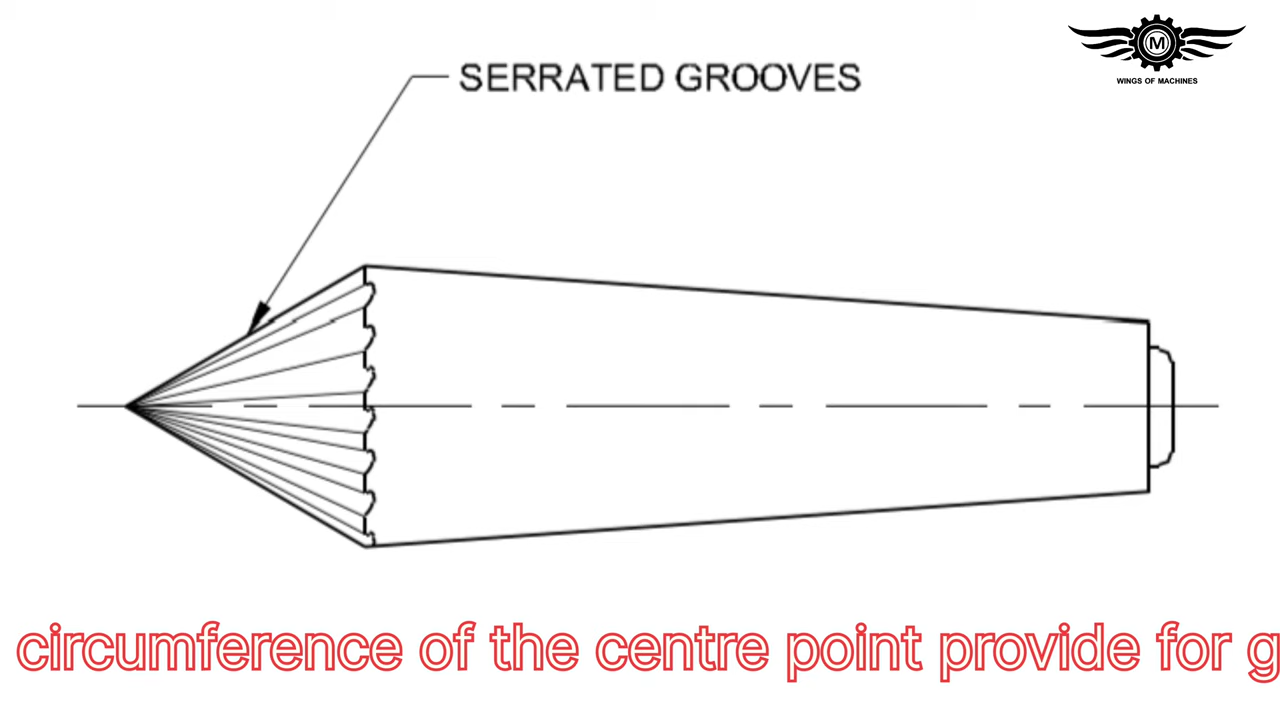 SERRATED GROOVES
M
WINGS OF MACHINES
circumference of the centre point provide for g